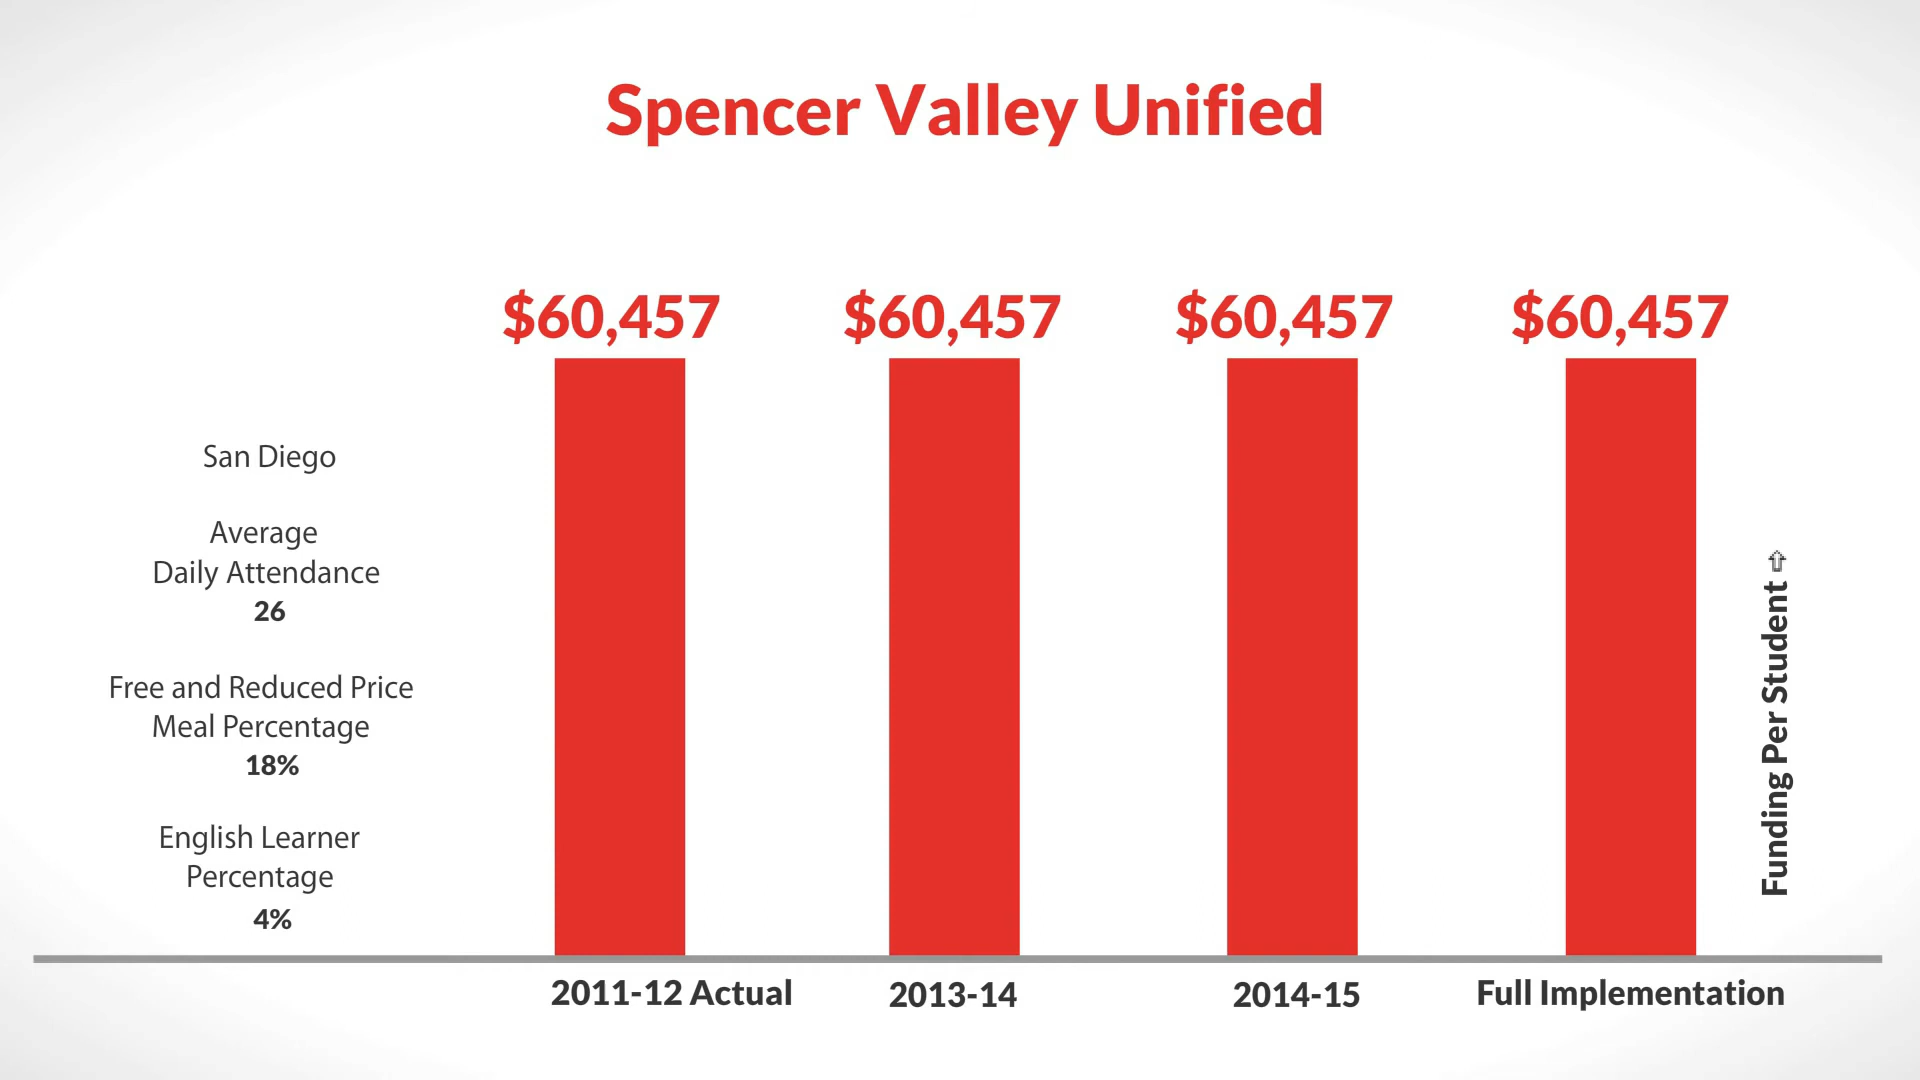 Spencer Valley Unified
$60,457
$60,457
$60,457
$60,457
San Diego
Average
Daily Attendance
26
Free and Reduced Price
Meal Percentage
18%
English Learner
Percentage
4%
Funding Per Student ⇧
2011-12 Actual
2013-14
2014-15
Full Implementation